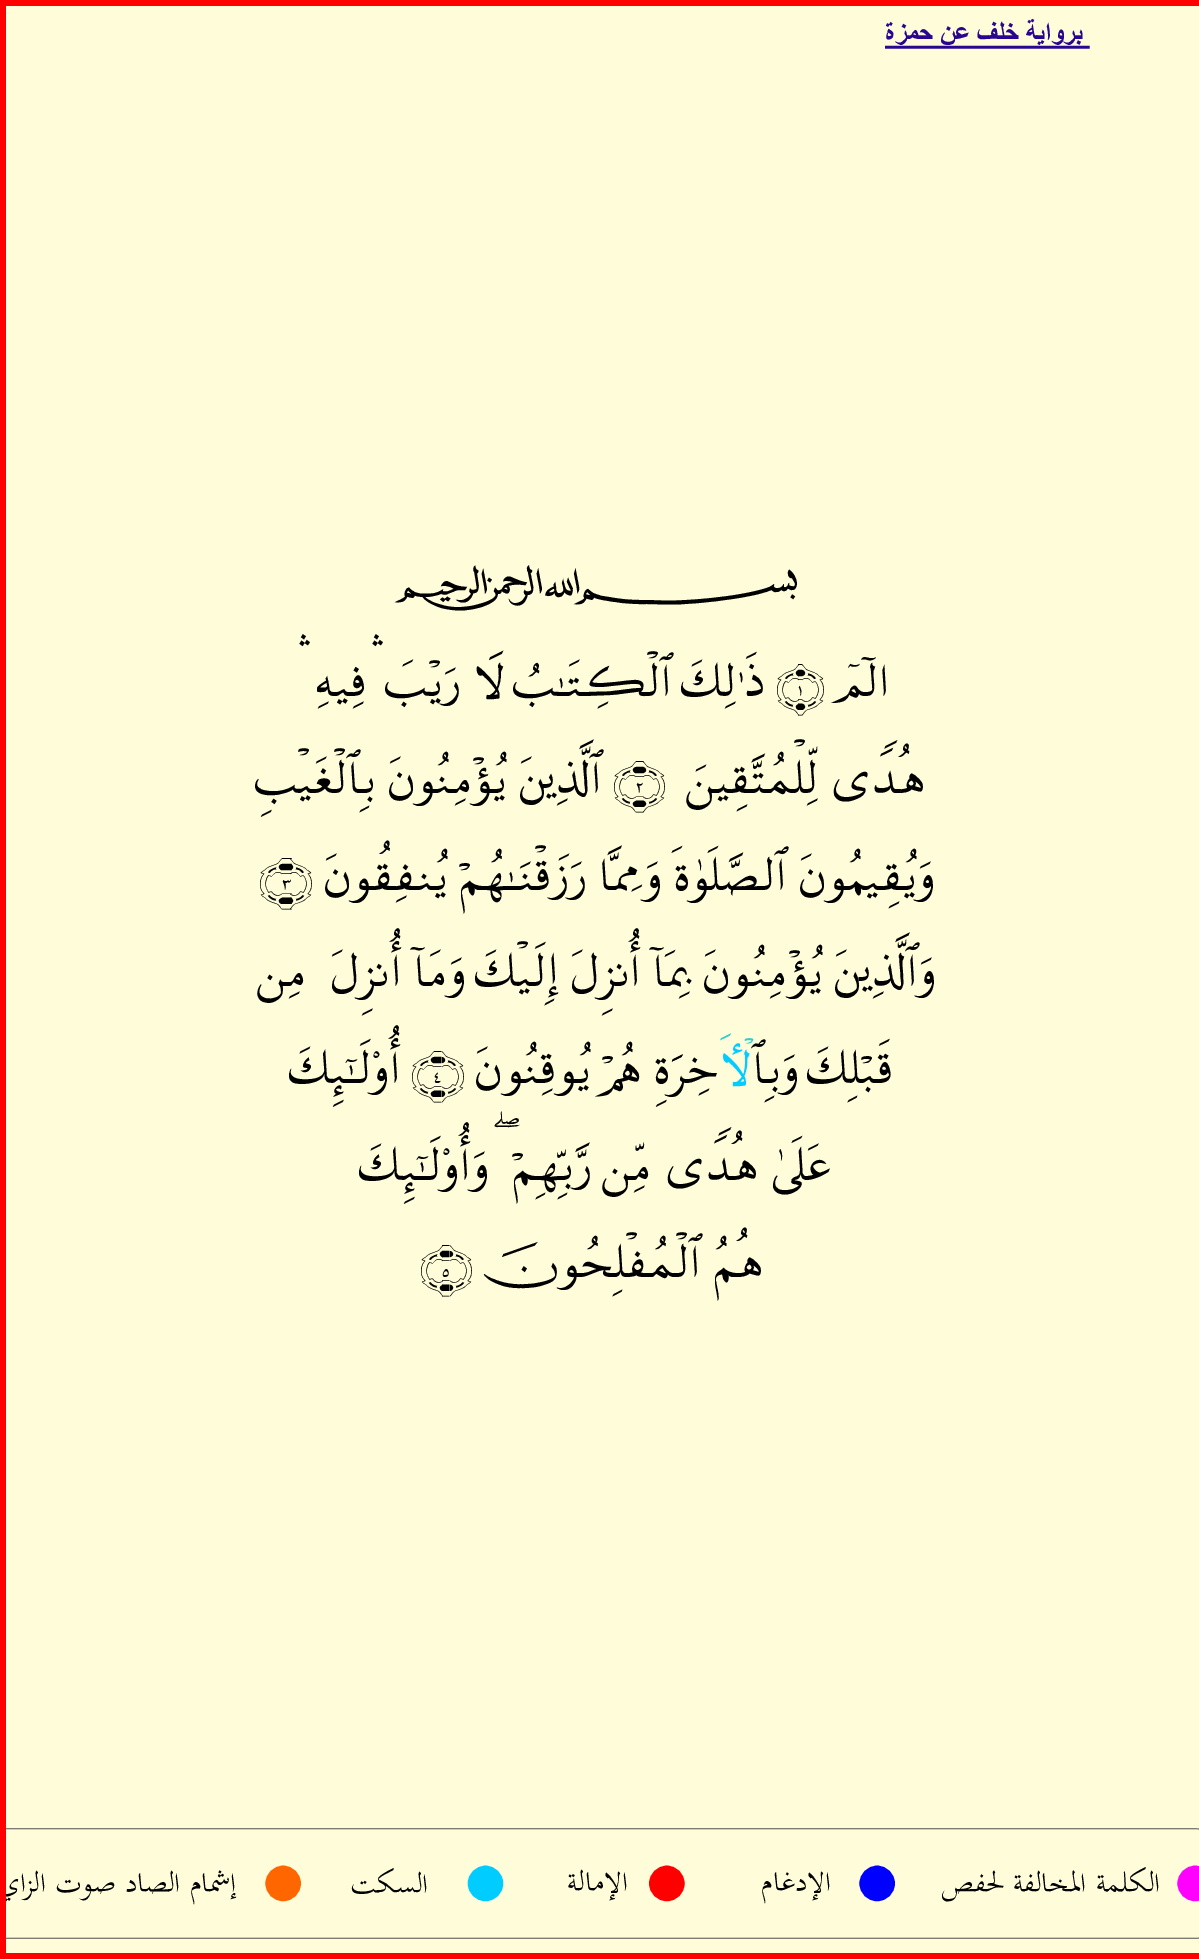 برواية خلف عن حمزة
بسم الله الرحمن الرحيم
الٓمٓ ١ ذَٰلِكَ ٱلۡكِتَٰبُ لَا رَيۡبَۛ فِيهِۛ
هُدًى لِّلۡمُتَّقِينَ ٢ ٱلَّذِينَ يُؤۡمِنُونَ بِٱلۡغَيۡبِ
وَيُقِيمُونَ ٱلصَّلَوٰةَ وَمِمَّا رَزَقۡنَٰهُمۡ يُنفِقُونَ ٣
وَٱلَّذِينَ يُؤۡمِنُونَ بِمَآ أُنزِلَ إِلَيۡكَ وَمَآ أُنزِلَ مِن
قَبۡلِكَ وَبِٱلۡأَخِرَةِ هُمۡ يُوقِنُونَ ٤ أُوْلَٰٓئِكَ
عَلَىٰ هُدًى مِّن رَّبِّهِمۡۖ وَأُوْلَٰٓئِكَ
هُمُ ٱلۡمُفۡلِحُونَ ٥
الكلمة المخالفة لحفص الإدغام الإمالة السكت إشمام الصاد صوت الزاي